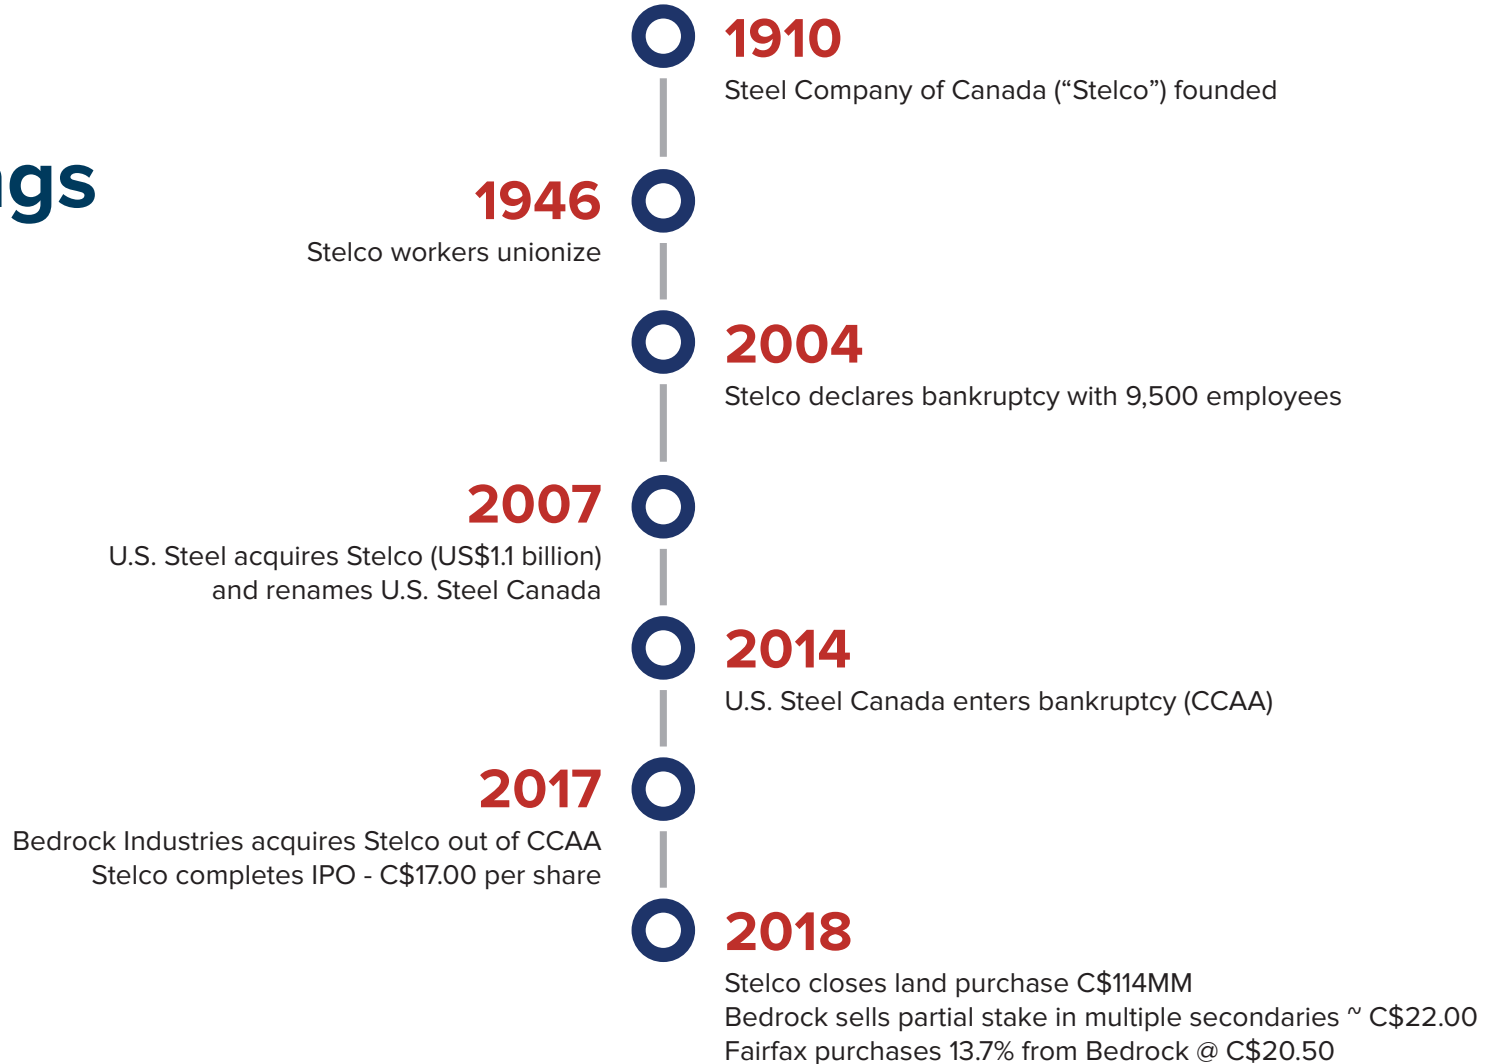 1910
Steel Company of Canada (“Stelco”) founded
1946
Stelco workers unionize
2004
Stelco declares bankruptcy with 9,500 employees
2007
U.S. Steel acquires Stelco (US$1.1 billion)
and renames U.S. Steel Canada
2014
U.S. Steel Canada enters bankruptcy (CCAA)
2017
Bedrock Industries acquires Stelco out of CCAA
Stelco completes IPO - C$17.00 per share
2018
Stelco closes land purchase C$114MM
Bedrock sells partial stake in multiple secondaries ~ C$22.00
Fairfax purchases 13.7% from Bedrock @ C$20.50